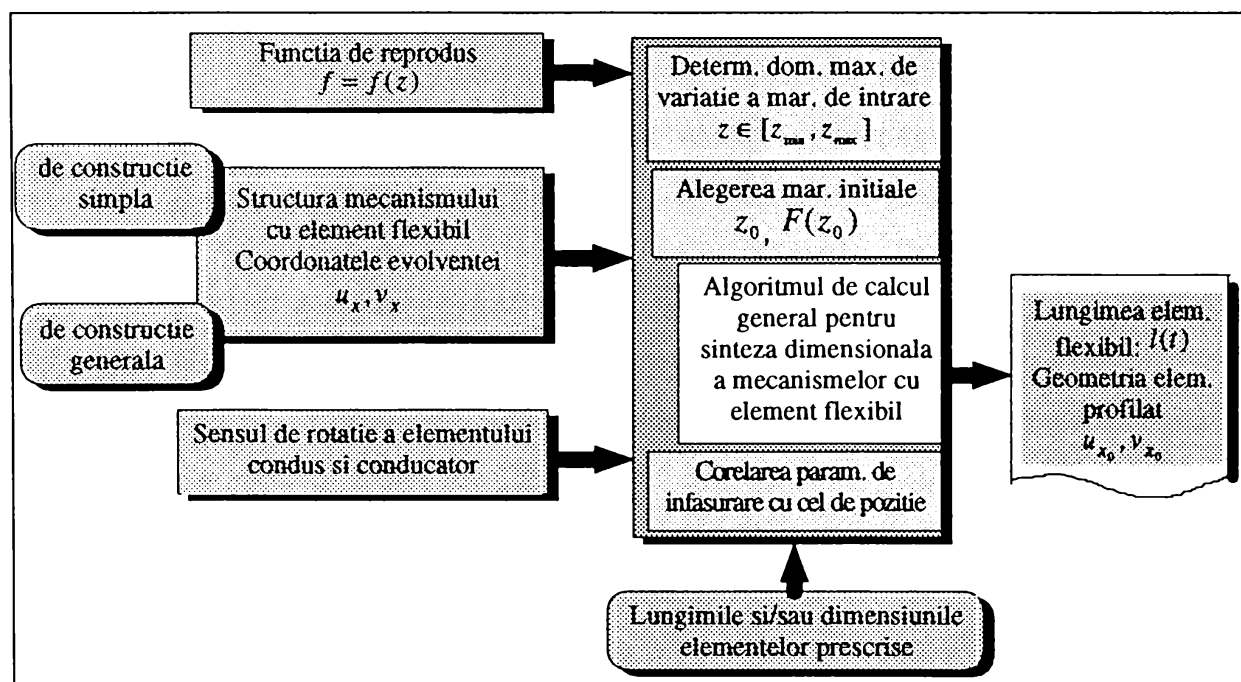 Functia de reprodus
f = f(z)
de constructie
simpla
Structura mecanismului
cu element flexibil
Coordonatele evolventei
u_x, v_x
de constructie
generala
Sensul de rotatie a elementului
condus si conducator
Determ. dom. max. de
variatie a mar. de intrare
z ∈ [z_min, z_max]
Alegerea mar. initiale
z_0, F(z_0)
Algoritmul de calcul
general pentru
sinteza dimensionala
a mecanismelor cu
element flexibil
Corelarea param. de
infasurare cu cel de pozitie
Lungimile si/sau dimensiunile
elementelor prescrise
Lungimea elem.
flexibil: l(t)
Geometria elem.
profilat
u_{x_0}, v_{x_0}